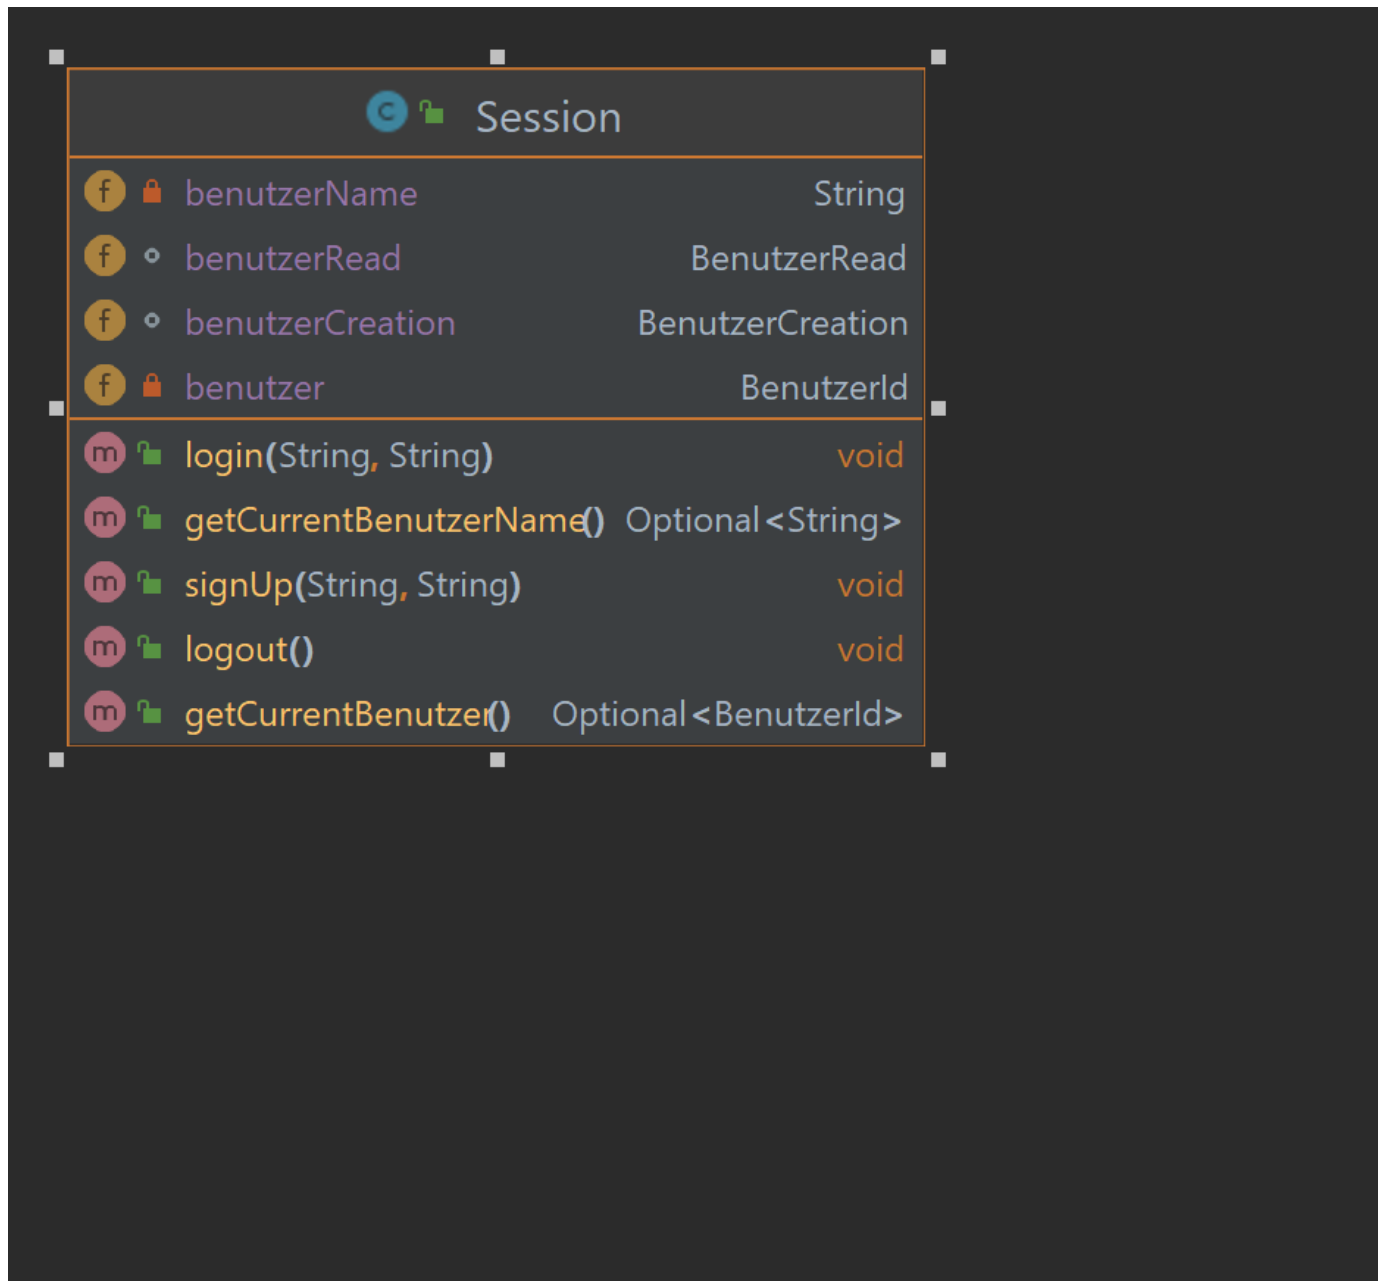 C Session
f benutzerName String
f benutzerRead BenutzerRead
f benutzerCreation BenutzerCreation
f benutzer BenutzerId
m login(String, String) void
m getCurrentBenutzerName() Optional<String>
m signUp(String, String) void
m logout() void
m getCurrentBenutzer() Optional<BenutzerId>